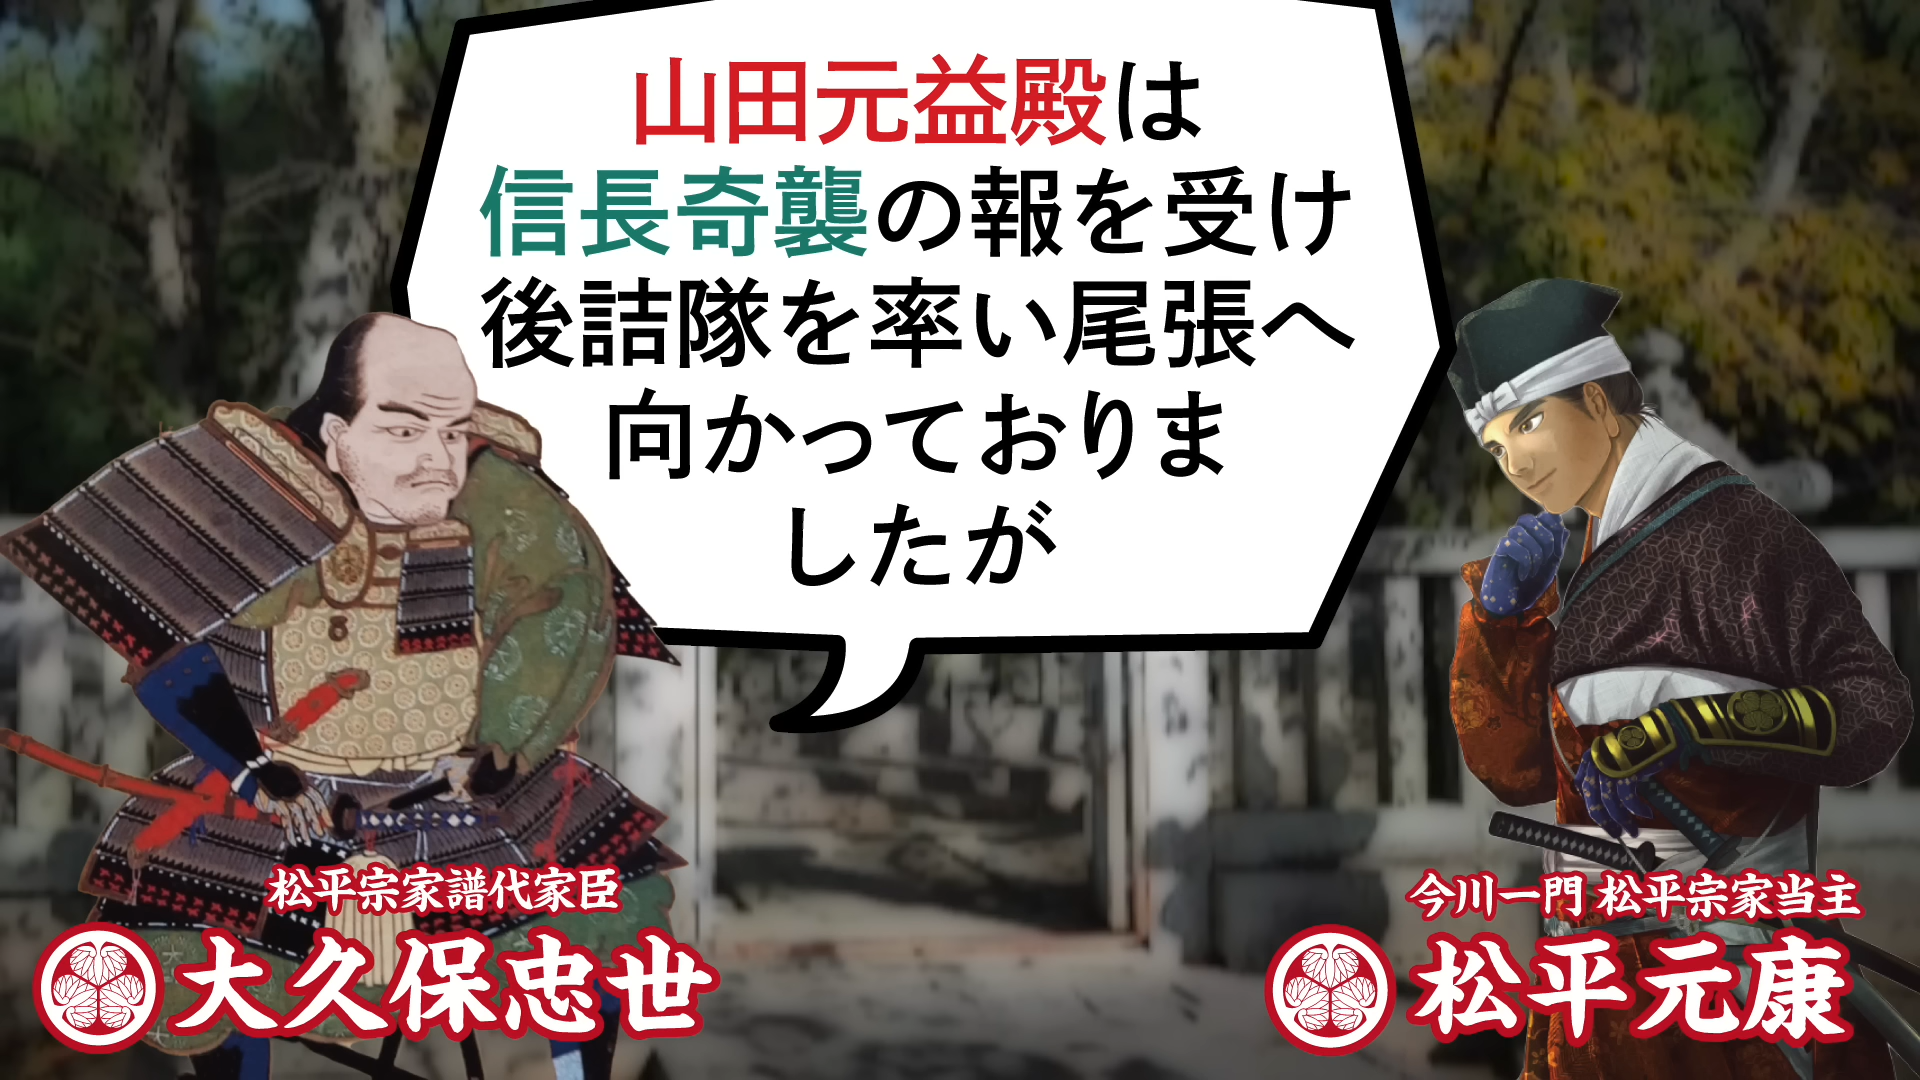 山田元益殿は
信長奇襲の報を受け
後詰隊を率い尾張へ
向かっておりま
したが
松平宗家譜代家臣
大久保忠世
今川一門 松平宗家当主
松平元康